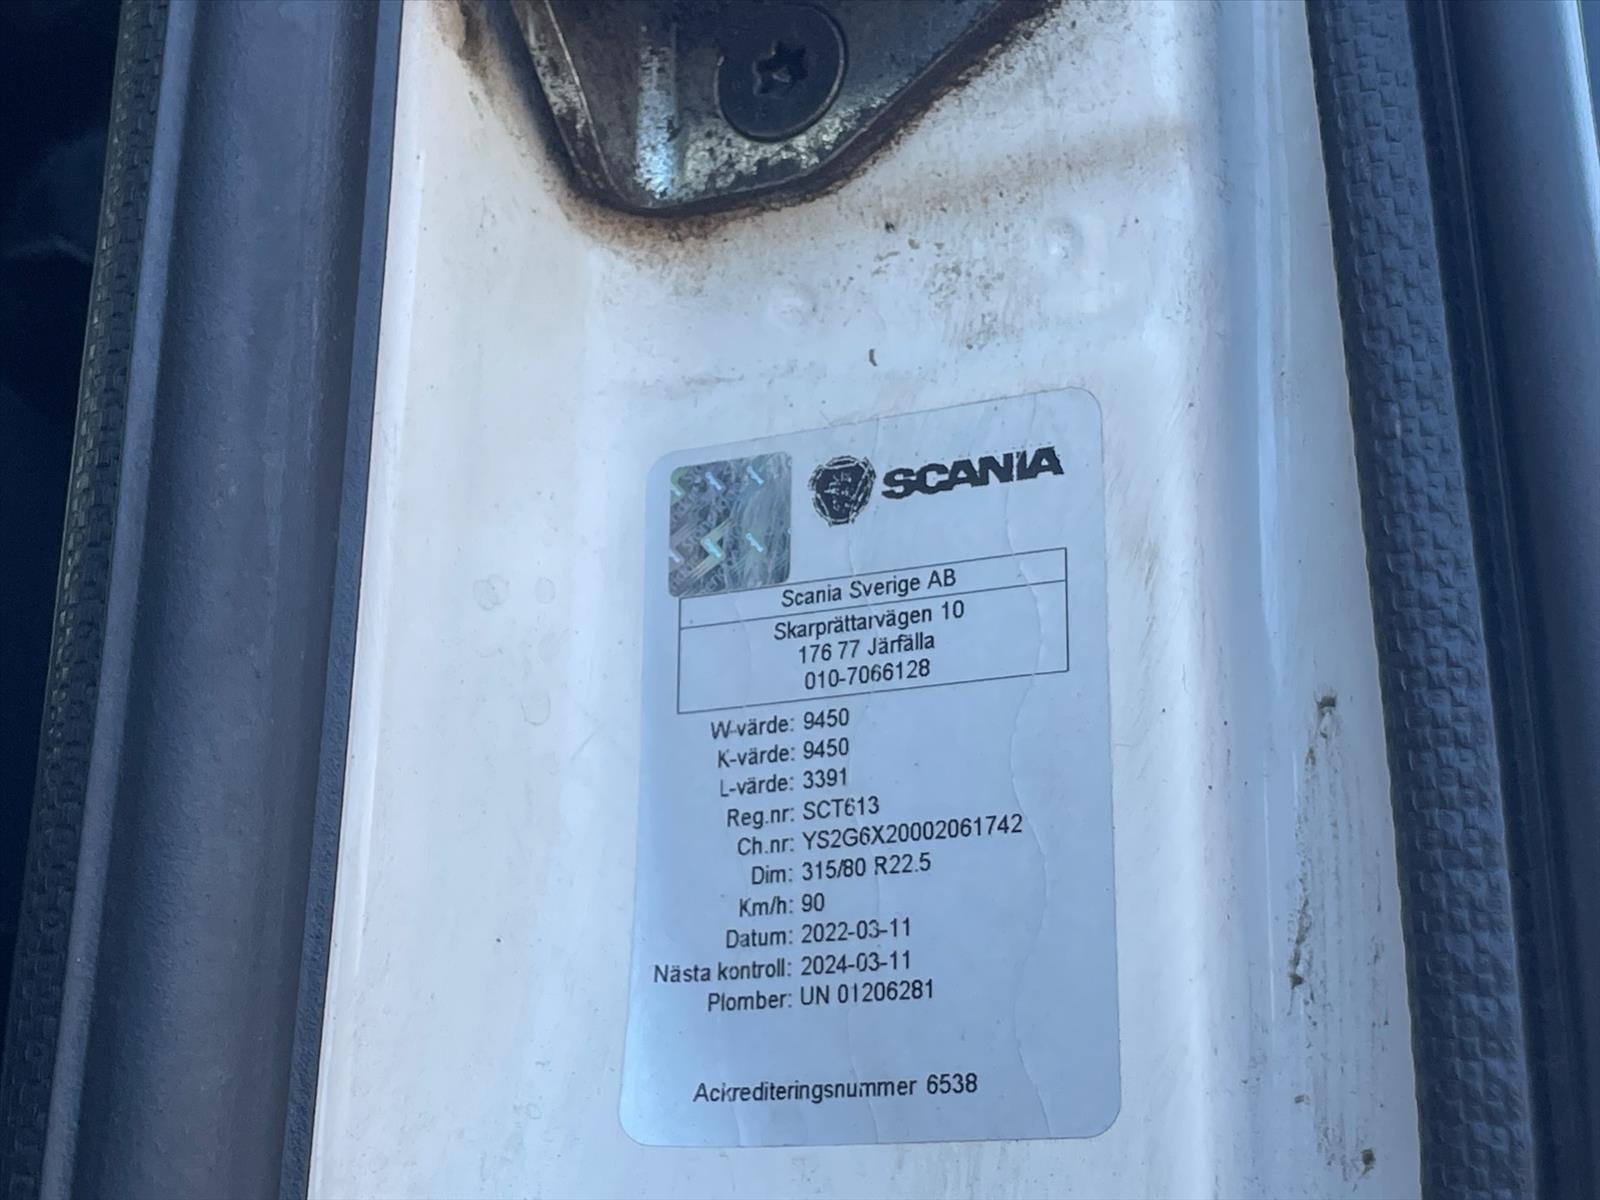 SCANIA
Scania Sverige AB
Skarprättarvägen 10
176 77 Järfälla
010-7066128
W-värde: 9450
K-värde: 9450
L-värde: 3391
Reg.nr: SCT613
Ch.nr: YS2G6X20002061742
Dim: 315/80 R22.5
Km/h: 90
Datum: 2022-03-11
Nästa kontroll: 2024-03-11
Plomber: UN 01206281
Ackrediteringsnummer 6538